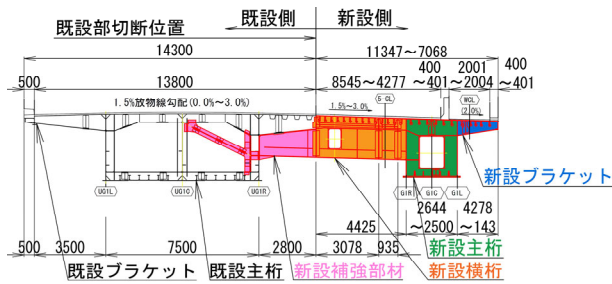 既設側 新設側
既設部切断位置
14300 11347~7068
500 13800 8545~4277 400 ~401 2001 ~2004 400 ~401
1.5%放物線勾配(0.0%~3.0%) 1.5%~3.0% S-CL WCL (2.0%)
UG1L UG1C UG1R G1R G1C G1L
新設ブラケット
2644 ~2500 4278 ~143
4425
500 3500 7500 2800 3078 935
新設主桁
既設ブラケット 既設主桁 新設補強部材 新設横桁